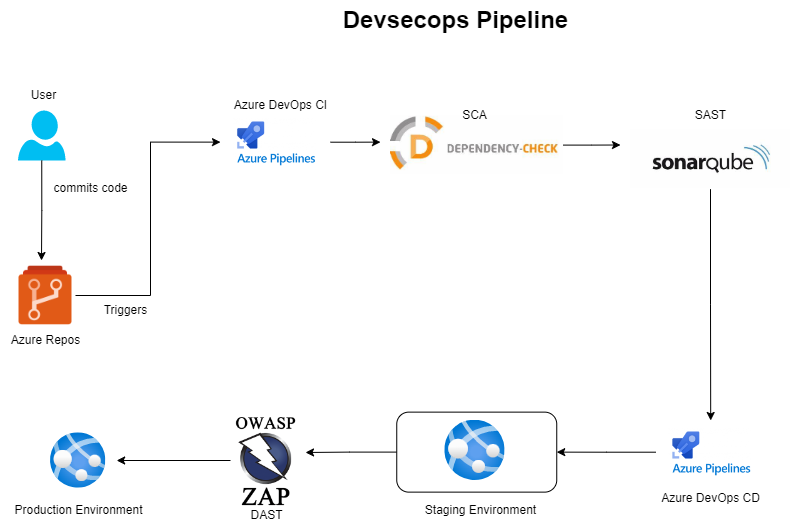 Devsecops Pipeline
User
Azure DevOps CI
SCA
SAST
Azure Pipelines
DEPENDENCY-CHECK
sonarqube
commits code
Triggers
Azure Repos
OWASP
ZAP
DAST
Azure Pipelines
Azure DevOps CD
Production Environment
Staging Environment